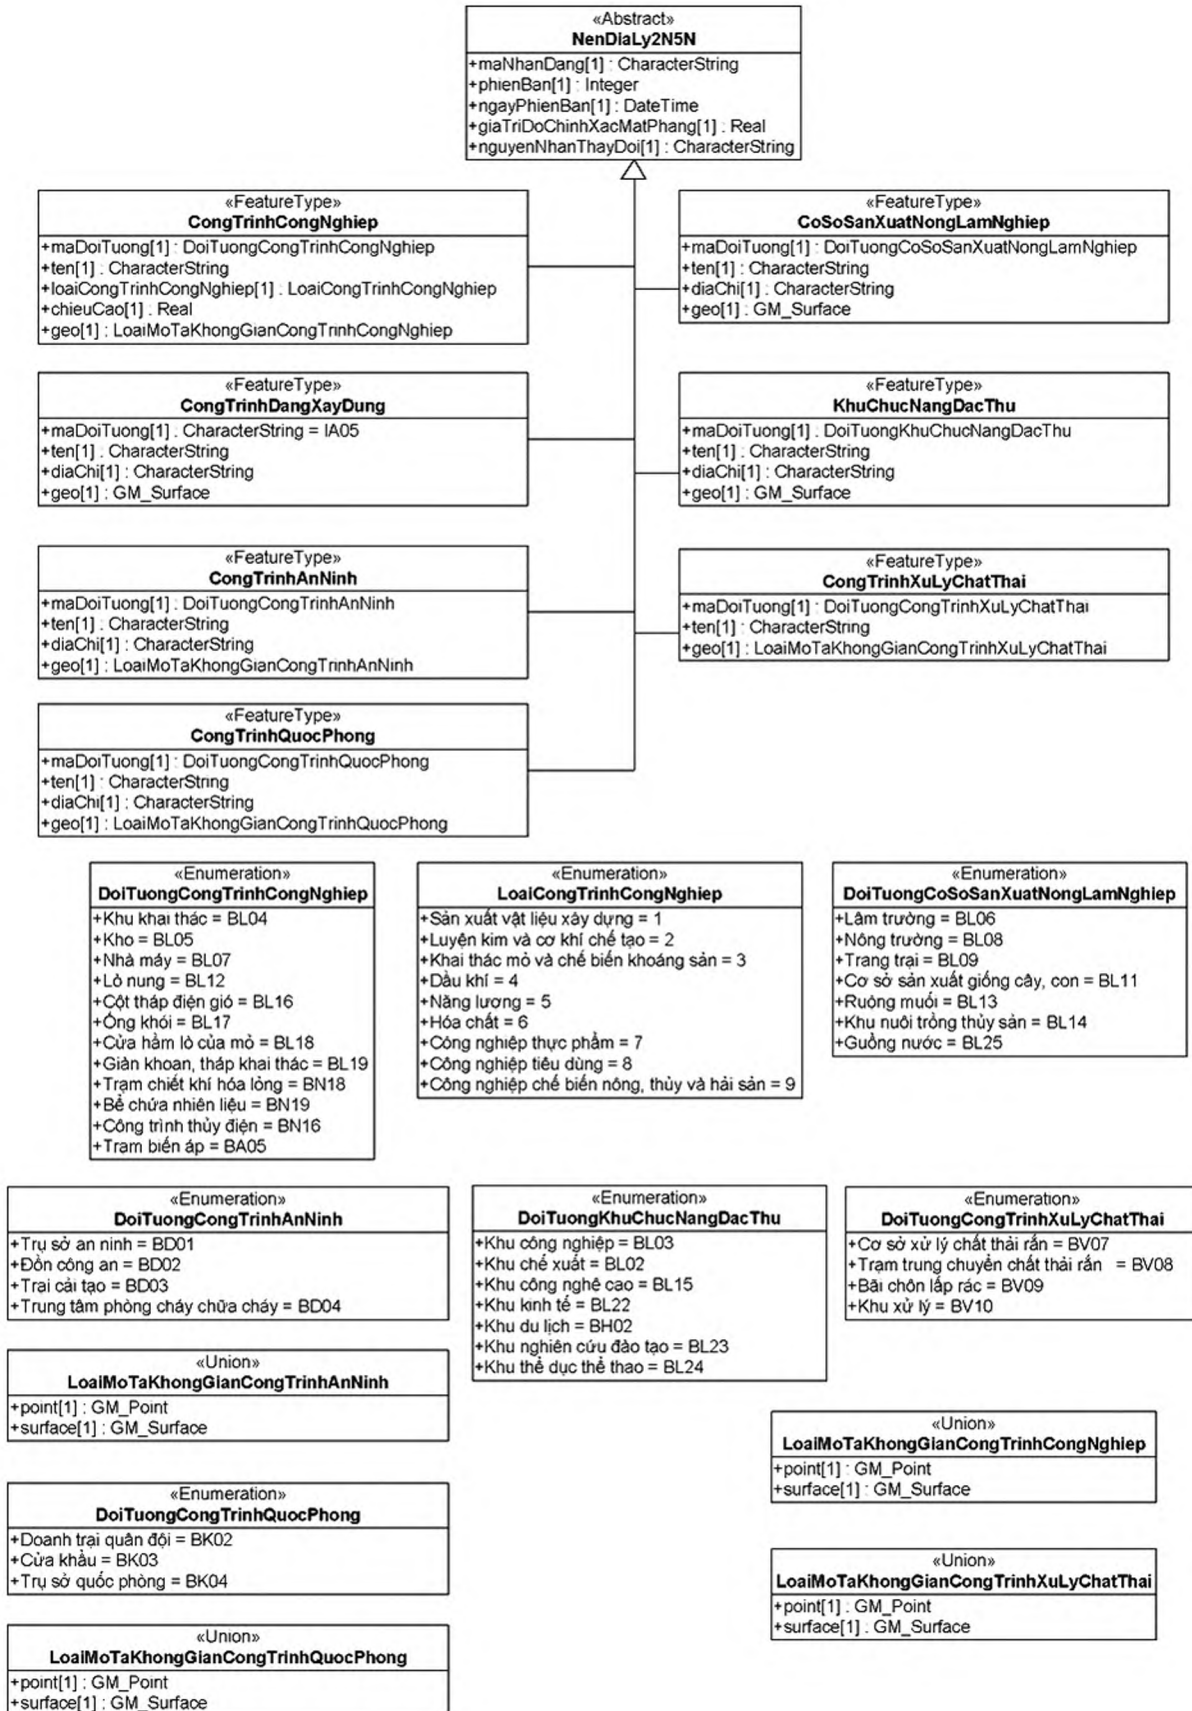 «Abstract»
NenDiaLy2N5N
+maNhanDang[1] : CharacterString
+phienBan[1] : Integer
+ngayPhienBan[1] : DateTime
+giaTriDoChinhXacMatPhang[1] : Real
+nguyenNhanThayDoi[1] : CharacterString
«FeatureType»
CongTrinhCongNghiep
+maDoiTuong[1] : DoiTuongCongTrinhCongNghiep
+ten[1] : CharacterString
+loaiCongTrinhCongNghiep[1] : LoaiCongTrinhCongNghiep
+chieuCao[1] : Real
+geo[1] : LoaiMoTaKhongGianCongTrinhCongNghiep
«FeatureType»
CoSoSanXuatNongLamNghiep
+maDoiTuong[1] : DoiTuongCoSoSanXuatNongLamNghiep
+ten[1] : CharacterString
+diaChi[1] : CharacterString
+geo[1] : GM_Surface
«FeatureType»
CongTrinhDangXayDung
+maDoiTuong[1] : CharacterString = IA05
+ten[1] : CharacterString
+diaChi[1] : CharacterString
+geo[1] : GM_Surface
«FeatureType»
KhuChucNangDacThu
+maDoiTuong[1] : DoiTuongKhuChucNangDacThu
+ten[1] : CharacterString
+diaChi[1] : CharacterString
+geo[1] : GM_Surface
«FeatureType»
CongTrinhAnNinh
+maDoiTuong[1] : DoiTuongCongTrinhAnNinh
+ten[1] : CharacterString
+diaChi[1] : CharacterString
+geo[1] : LoaiMoTaKhongGianCongTrinhAnNinh
«FeatureType»
CongTrinhXuLyChatThai
+maDoiTuong[1] : DoiTuongCongTrinhXuLyChatThai
+ten[1] : CharacterString
+geo[1] : LoaiMoTaKhongGianCongTrinhXuLyChatThai
«FeatureType»
CongTrinhQuocPhong
+maDoiTuong[1] : DoiTuongCongTrinhQuocPhong
+ten[1] : CharacterString
+diaChi[1] : CharacterString
+geo[1] : LoaiMoTaKhongGianCongTrinhQuocPhong
«Enumeration»
DoiTuongCongTrinhCongNghiep
+Khu khai thác = BL04
+Kho = BL05
+Nhà máy = BL07
+Lò nung = BL12
+Cột tháp điện gió = BL16
+Ống khói = BL17
+Cửa hầm lò của mỏ = BL18
+Giàn khoan, tháp khai thác = BL19
+Trạm chiết khí hóa lỏng = BN18
+Bể chứa nhiên liệu = BN19
+Công trình thủy điện = BN16
+Trạm biến áp = BA05
«Enumeration»
LoaiCongTrinhCongNghiep
+Sản xuất vật liệu xây dựng = 1
+Luyện kim và cơ khí chế tạo = 2
+Khai thác mỏ và chế biến khoáng sản = 3
+Dầu khí = 4
+Năng lượng = 5
+Hóa chất = 6
+Công nghiệp thực phẩm = 7
+Công nghiệp tiêu dùng = 8
+Công nghiệp chế biến nông, thủy và hải sản = 9
«Enumeration»
DoiTuongCoSoSanXuatNongLamNghiep
+Lâm trường = BL06
+Nông trường = BL08
+Trang trại = BL09
+Cơ sở sản xuất giống cây, con = BL11
+Ruộng muối = BL13
+Khu nuôi trồng thủy sản = BL14
+Guồng nước = BL25
«Enumeration»
DoiTuongCongTrinhAnNinh
+Trụ sở an ninh = BD01
+Đồn công an = BD02
+Trại cải tạo = BD03
+Trung tâm phòng cháy chữa cháy = BD04
«Enumeration»
DoiTuongKhuChucNangDacThu
+Khu công nghiệp = BL03
+Khu chế xuất = BL02
+Khu công nghệ cao = BL15
+Khu kinh tế = BL22
+Khu du lịch = BH02
+Khu nghiên cứu đào tạo = BL23
+Khu thể dục thể thao = BL24
«Enumeration»
DoiTuongCongTrinhXuLyChatThai
+Cơ sở xử lý chất thải rắn = BV07
+Trạm trung chuyển chất thải rắn = BV08
+Bãi chôn lấp rác = BV09
+Khu xử lý = BV10
«Union»
LoaiMoTaKhongGianCongTrinhAnNinh
+point[1] : GM_Point
+surface[1] : GM_Surface
«Union»
LoaiMoTaKhongGianCongTrinhCongNghiep
+point[1] : GM_Point
+surface[1] : GM_Surface
«Enumeration»
DoiTuongCongTrinhQuocPhong
+Doanh trại quân đội = BK02
+Cửa khẩu = BK03
+Trụ sở quốc phòng = BK04
«Union»
LoaiMoTaKhongGianCongTrinhXuLyChatThai
+point[1] : GM_Point
+surface[1] : GM_Surface
«Union»
LoaiMoTaKhongGianCongTrinhQuocPhong
+point[1] : GM_Point
+surface[1] : GM_Surface